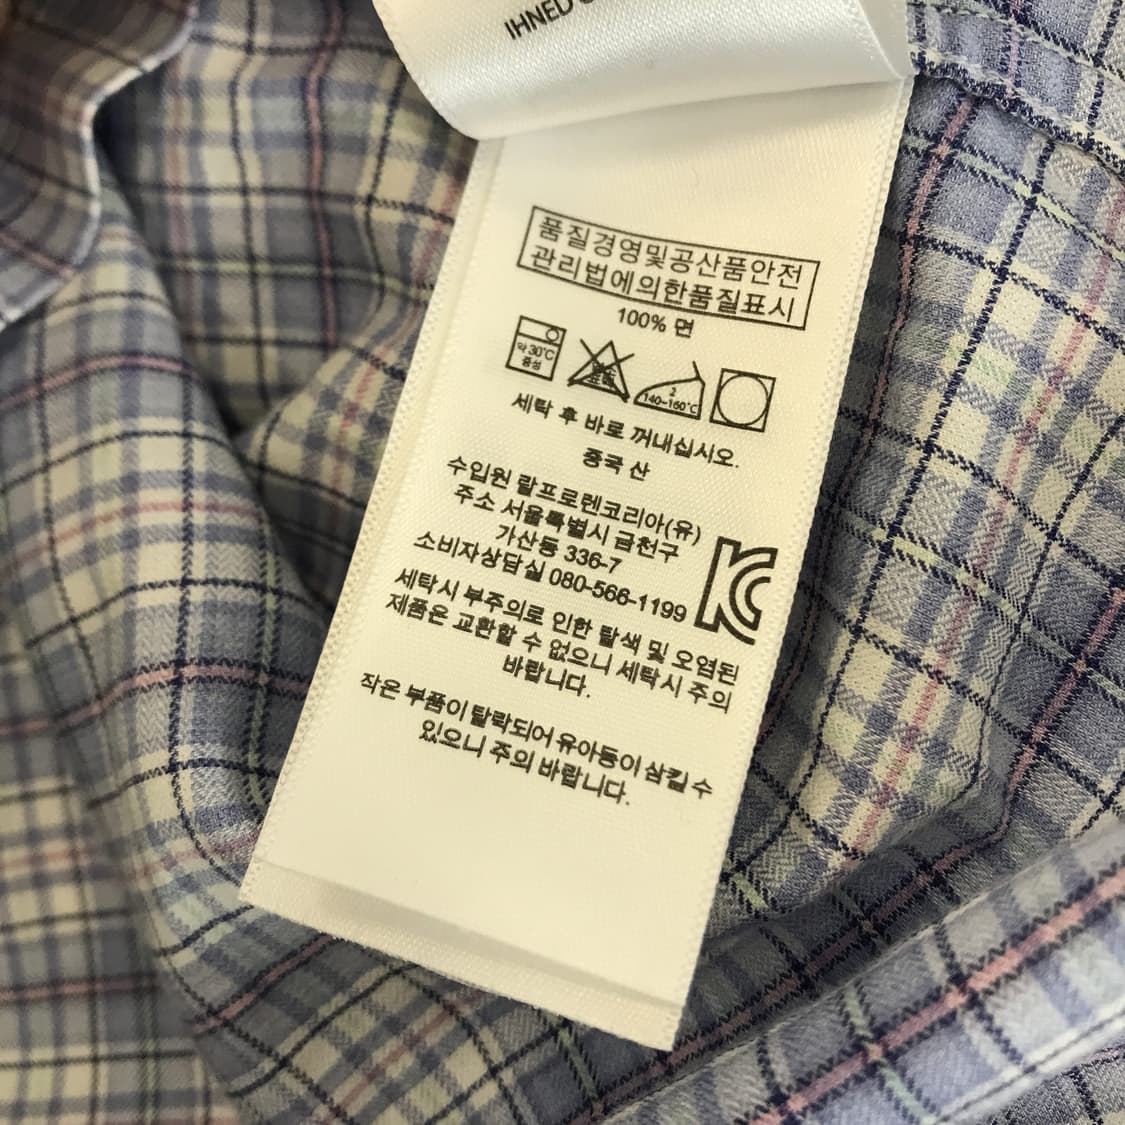 IHNED
품질경영및공산품안전
관리법에의한품질표시
100% 면
약 30℃
중성
2
140~160℃
세탁 후 바로 꺼내십시오.
중국 산
수입원 랄프로렌코리아(유)
주소 서울특별시 금천구
가산동 336-7
소비자상담실 080-566-1199
세탁시 부주의로 인한 탈색 및 오염된
제품은 교환할 수 없으니 세탁시 주의
바랍니다.
작은 부품이 탈락되어 유아동이 삼킬 수
있으니 주의 바랍니다.